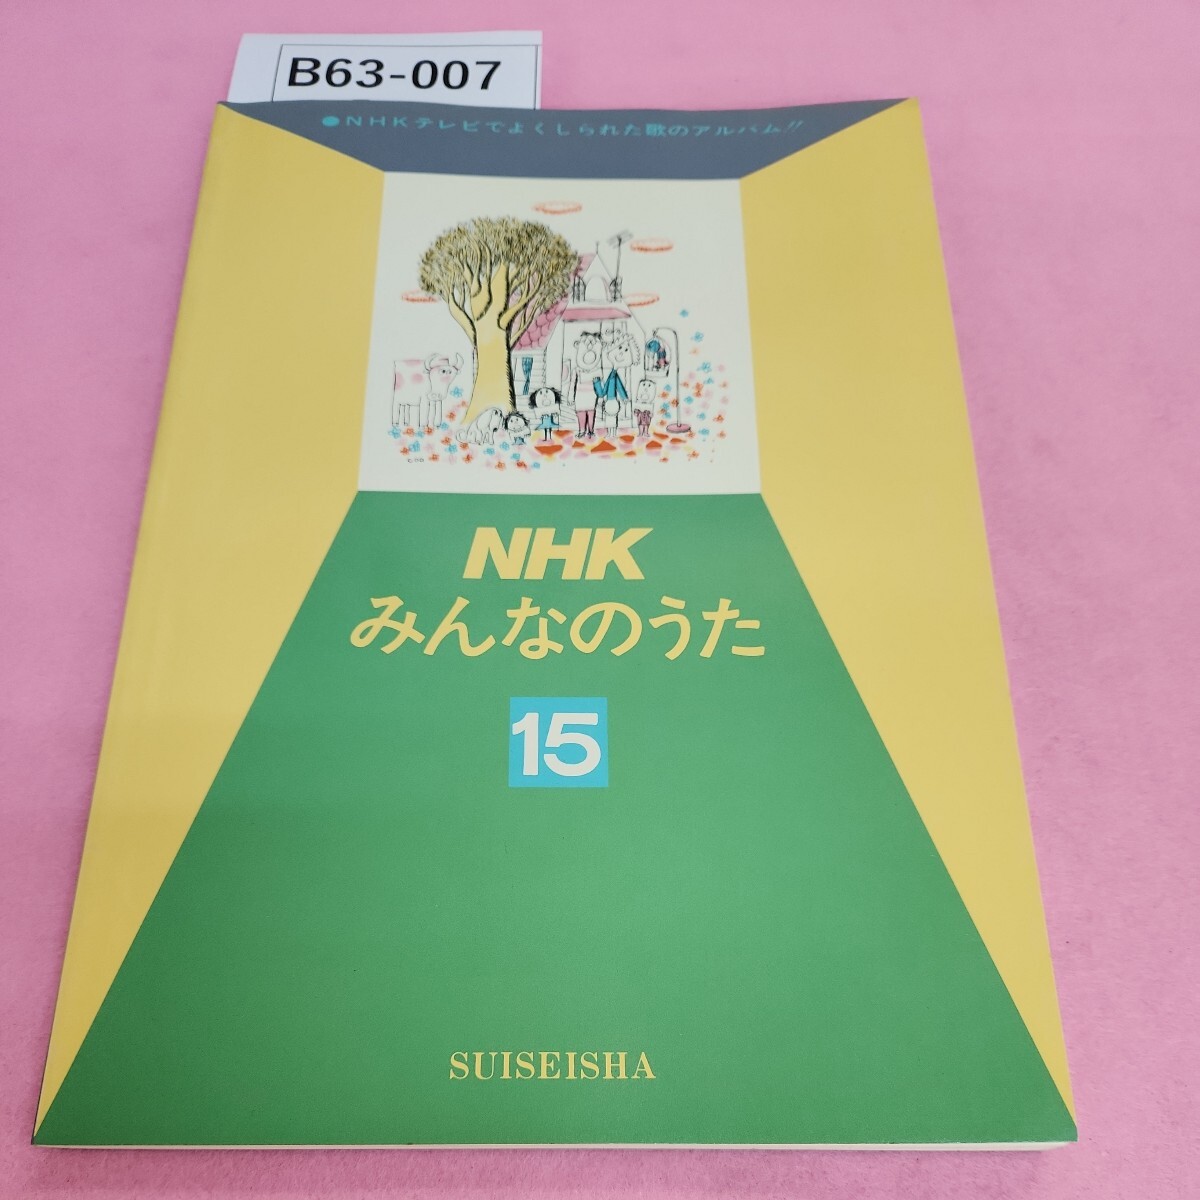 B63-007
●NHKテレビでよくしられた歌のアルバム!!
NHK
みんなのうた
15
SUISEISHA